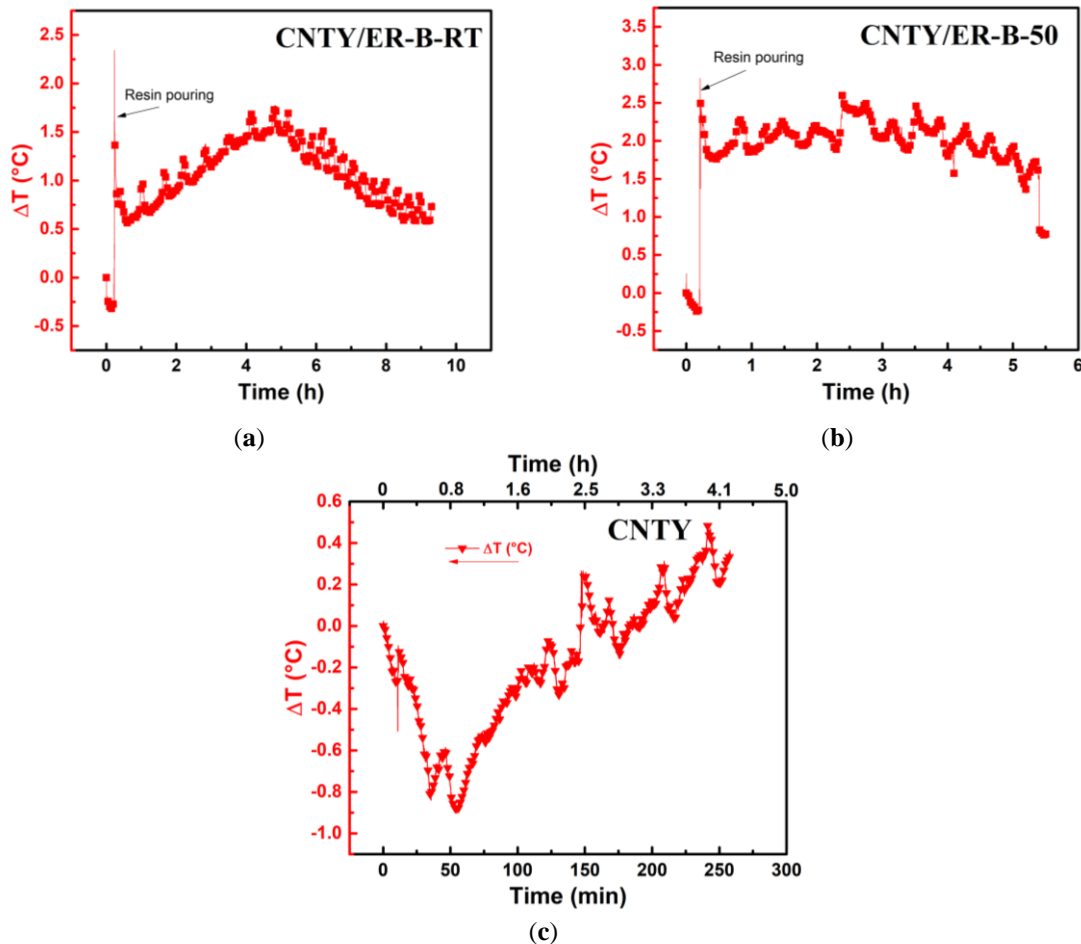 CNTY/ER-B-RT
Resin pouring
ΔT (°C)
2.5
2.0
1.5
1.0
0.5
0.0
-0.5
0 2 4 6 8 10
Time (h)
(a)
CNTY/ER-B-50
Resin pouring
ΔT (°C)
3.5
3.0
2.5
2.0
1.5
1.0
0.5
0.0
-0.5
0 1 2 3 4 5 6
Time (h)
(b)
Time (h)
0 0.8 1.6 2.5 3.3 4.1 5.0
CNTY
ΔT (°C)
ΔT (°C)
0.6
0.4
0.2
0.0
-0.2
-0.4
-0.6
-0.8
-1.0
0 50 100 150 200 250 300
Time (min)
(c)